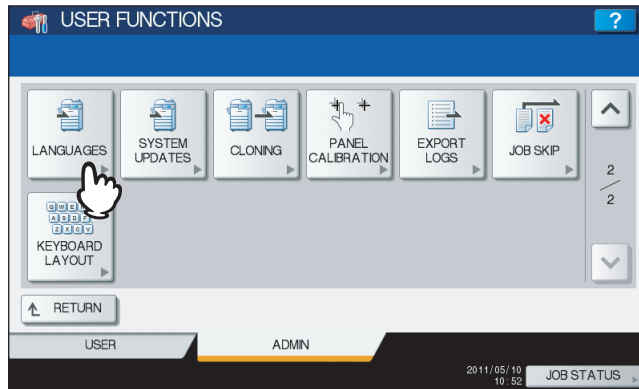 USER FUNCTIONS
?
LANGUAGES
SYSTEM
UPDATES
CLONING
PANEL
CALIBRATION
EXPORT
LOGS
JOB SKIP
2
2
KEYBOARD
LAYOUT
RETURN
USER
ADMIN
2011/05/10
10:52
JOB STATUS